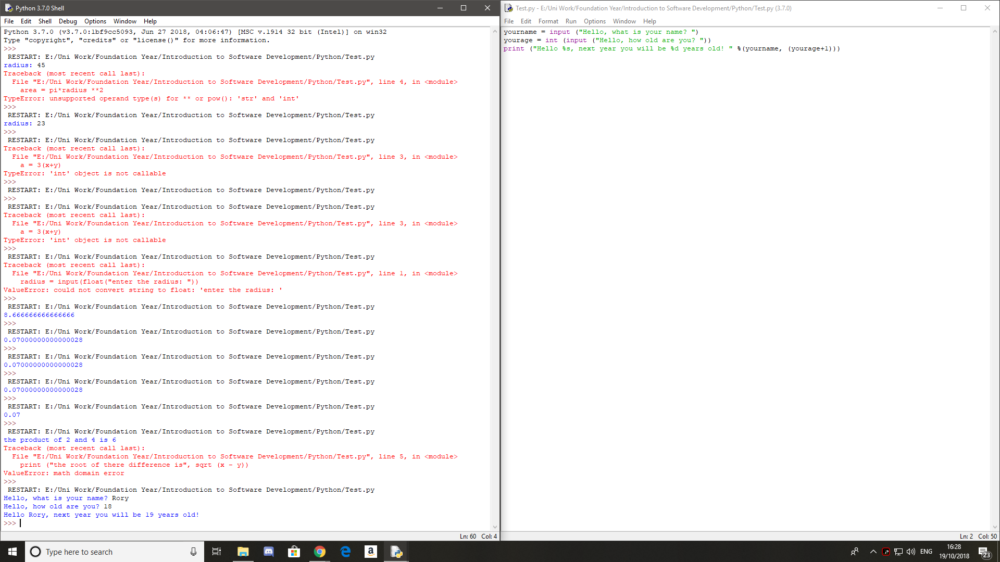 Python 3.7.0 Shell
File Edit Shell Debug Options Window Help
Python 3.7.0 (v3.7.0:1bf9cc5093, Jun 27 2018, 04:06:47) [MSC v.1914 32 bit (Intel)] on win32
Type "copyright", "credits" or "license()" for more information.
>>>
RESTART: E:/Uni Work/Foundation Year/Introduction to Software Development/Python/Test.py
radius: 45
Traceback (most recent call last):
File "E:/Uni Work/Foundation Year/Introduction to Software Development/Python/Test.py", line 4, in <module>
area = pi*radius **2
TypeError: unsupported operand type(s) for ** or pow(): 'str' and 'int'
>>>
RESTART: E:/Uni Work/Foundation Year/Introduction to Software Development/Python/Test.py
radius: 23
>>>
RESTART: E:/Uni Work/Foundation Year/Introduction to Software Development/Python/Test.py
Traceback (most recent call last):
File "E:/Uni Work/Foundation Year/Introduction to Software Development/Python/Test.py", line 3, in <module>
a = 3(x+y)
TypeError: 'int' object is not callable
>>>
RESTART: E:/Uni Work/Foundation Year/Introduction to Software Development/Python/Test.py
>>>
RESTART: E:/Uni Work/Foundation Year/Introduction to Software Development/Python/Test.py
Traceback (most recent call last):
File "E:/Uni Work/Foundation Year/Introduction to Software Development/Python/Test.py", line 3, in <module>
a = 3(x+y)
TypeError: 'int' object is not callable
>>>
RESTART: E:/Uni Work/Foundation Year/Introduction to Software Development/Python/Test.py
Traceback (most recent call last):
File "E:/Uni Work/Foundation Year/Introduction to Software Development/Python/Test.py", line 1, in <module>
radius = input(float("enter the radius: "))
ValueError: could not convert string to float: 'enter the radius: '
>>>
RESTART: E:/Uni Work/Foundation Year/Introduction to Software Development/Python/Test.py
8.666666666666666
>>>
RESTART: E:/Uni Work/Foundation Year/Introduction to Software Development/Python/Test.py
0.07000000000000028
>>>
RESTART: E:/Uni Work/Foundation Year/Introduction to Software Development/Python/Test.py
0.07000000000000028
>>>
RESTART: E:/Uni Work/Foundation Year/Introduction to Software Development/Python/Test.py
0.07000000000000028
>>>
RESTART: E:/Uni Work/Foundation Year/Introduction to Software Development/Python/Test.py
0.07
>>>
RESTART: E:/Uni Work/Foundation Year/Introduction to Software Development/Python/Test.py
the product of 2 and 4 is 6
Traceback (most recent call last):
File "E:/Uni Work/Foundation Year/Introduction to Software Development/Python/Test.py", line 5, in <module>
print ("the root of there difference is", sqrt (x - y))
ValueError: math domain error
>>>
RESTART: E:/Uni Work/Foundation Year/Introduction to Software Development/Python/Test.py
Hello, what is your name? Rory
Hello, how old are you? 18
Hello Rory, next year you will be 19 years old!
>>>
Ln: 60 Col: 4
Test.py - E:/Uni Work/Foundation Year/Introduction to Software Development/Python/Test.py (3.7.0)
File Edit Format Run Options Window Help
yourname = input ("Hello, what is your name? ")
yourage = int (input ("Hello, how old are you? "))
print ("Hello %s, next year you will be %d years old! " %(yourname, (yourage+1)))
Ln: 2 Col: 50
Type here to search
a
ENG
16:28
19/10/2018
23